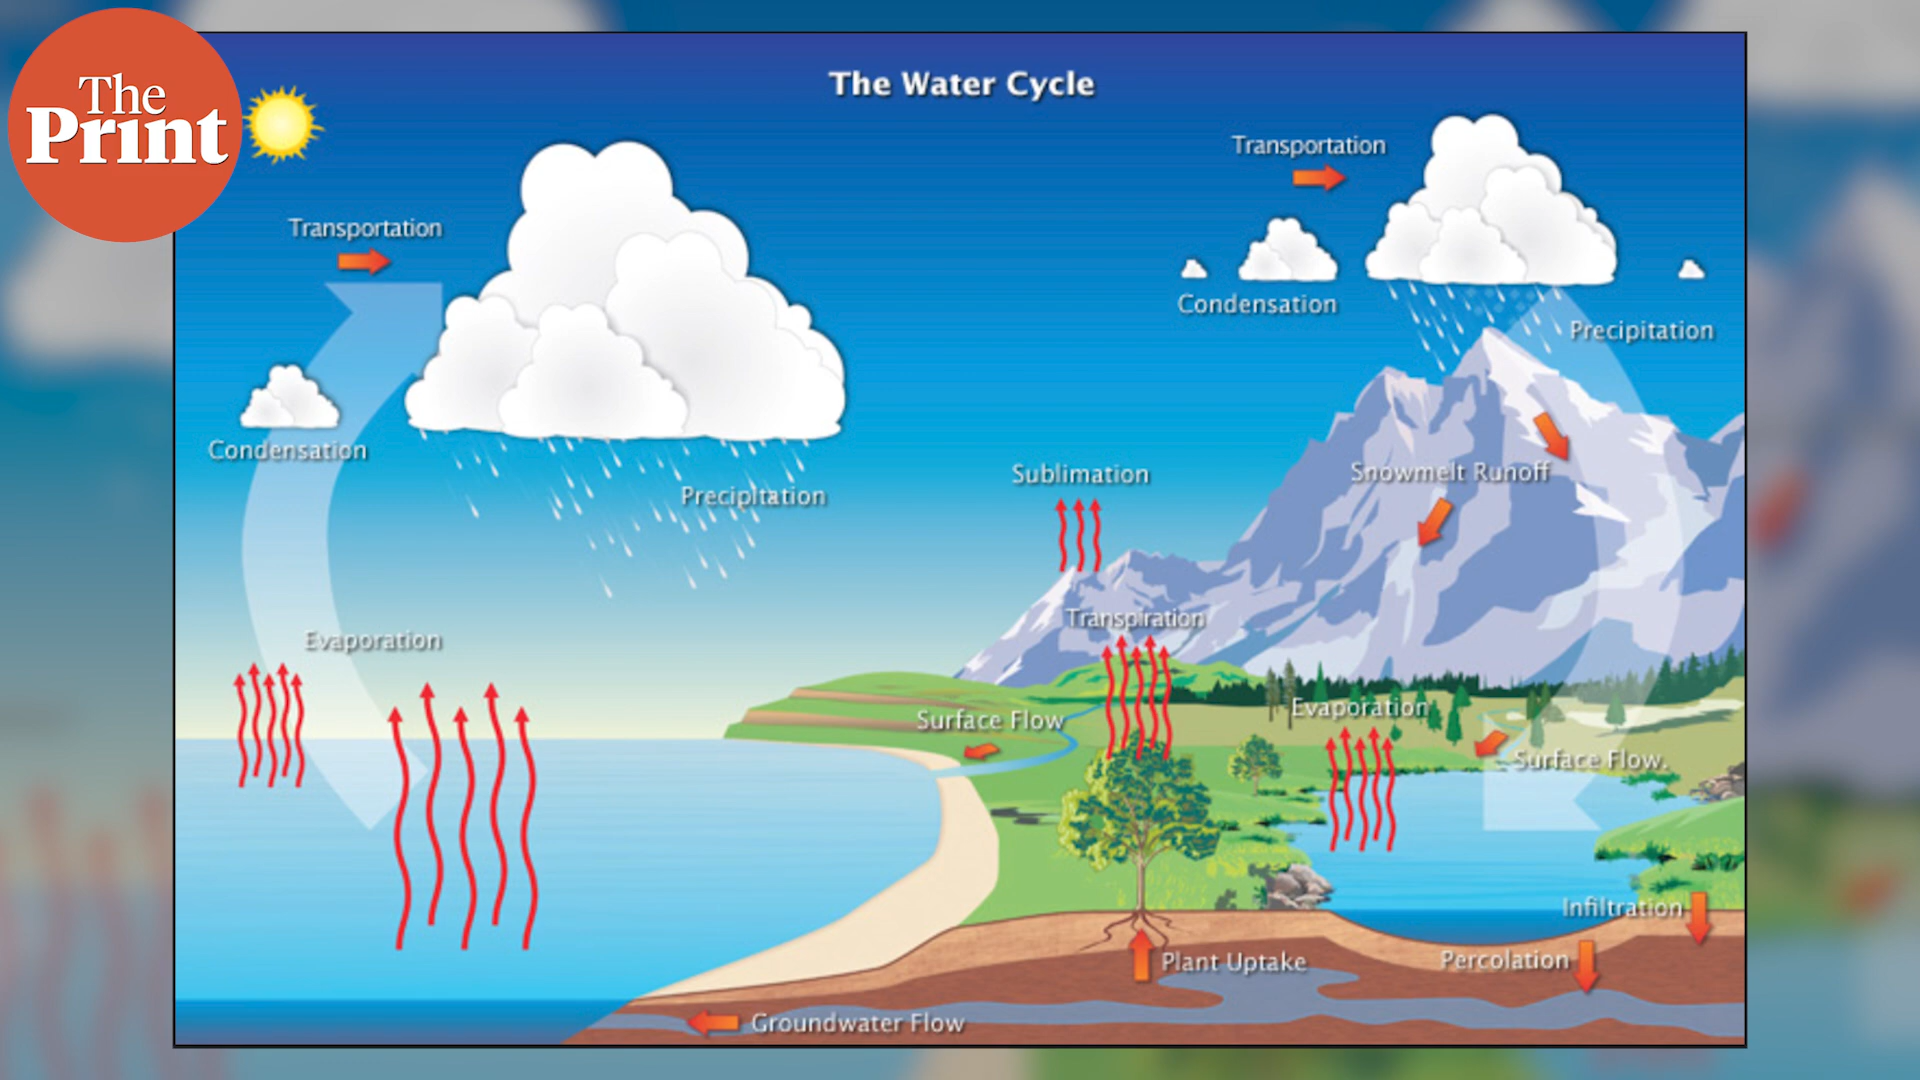 The
Print
The Water Cycle
Transportation
Transportation
Condensation
Precipitation
Condensation
Precipitation
Sublimation
Snowmelt Runoff
Transpiration
Evaporation
Evaporation
Surface Flow
Surface Flow.
Infiltration
Plant Uptake
Percolation
Groundwater Flow